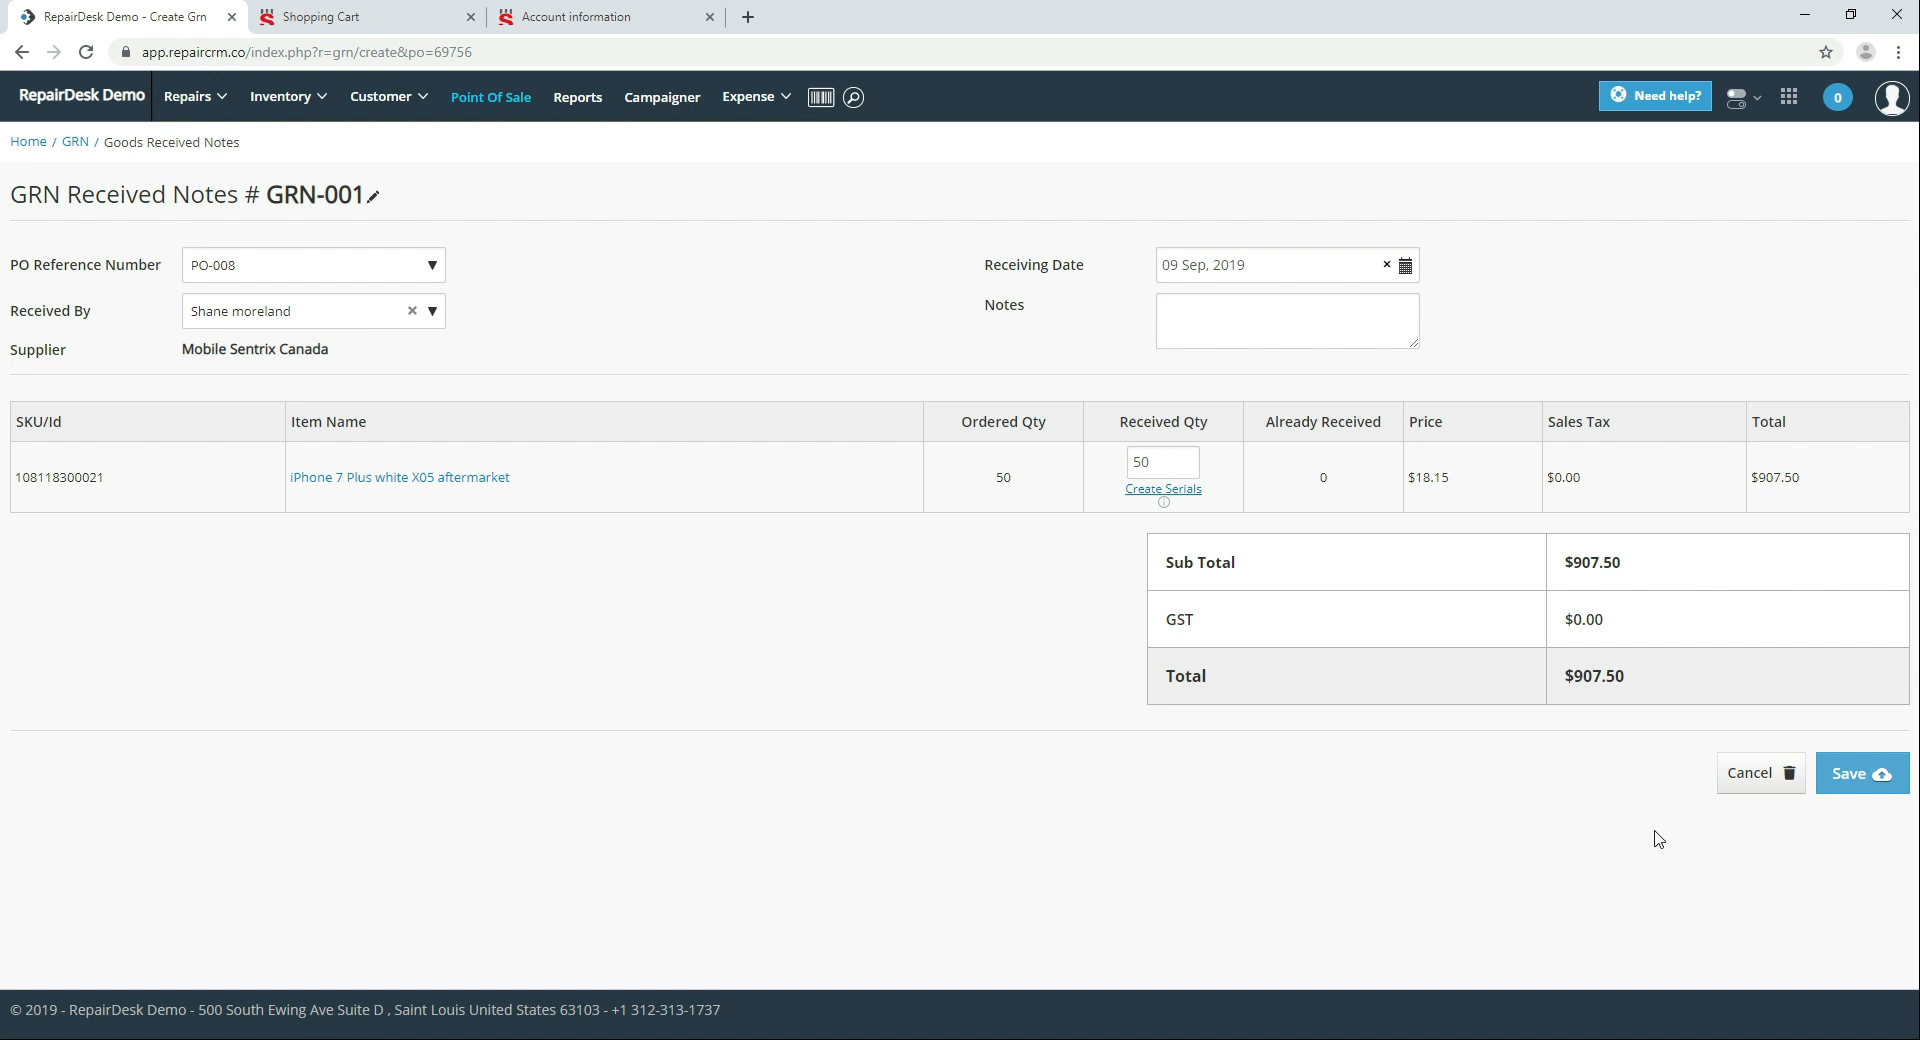 RepairDesk Demo - Create Grn
Shopping Cart
Account information
app.repaircrm.co/index.php?r=grn/create&po=69756
RepairDesk Demo Repairs Inventory Customer Point Of Sale Reports Campaigner Expense Need help? 0
Home / GRN / Goods Received Notes
GRN Received Notes # GRN-001
PO Reference Number PO-008 Receiving Date 09 Sep, 2019
Received By Shane moreland Notes
Supplier Mobile Sentrix Canada
SKU/Id Item Name Ordered Qty Received Qty Already Received Price Sales Tax Total
108118300021 iPhone 7 Plus white X05 aftermarket 50 50 0 $18.15 $0.00 $907.50
Create Serials
Sub Total $907.50
GST $0.00
Total $907.50
Cancel Save
© 2019 - RepairDesk Demo - 500 South Ewing Ave Suite D , Saint Louis United States 63103 - +1 312-313-1737